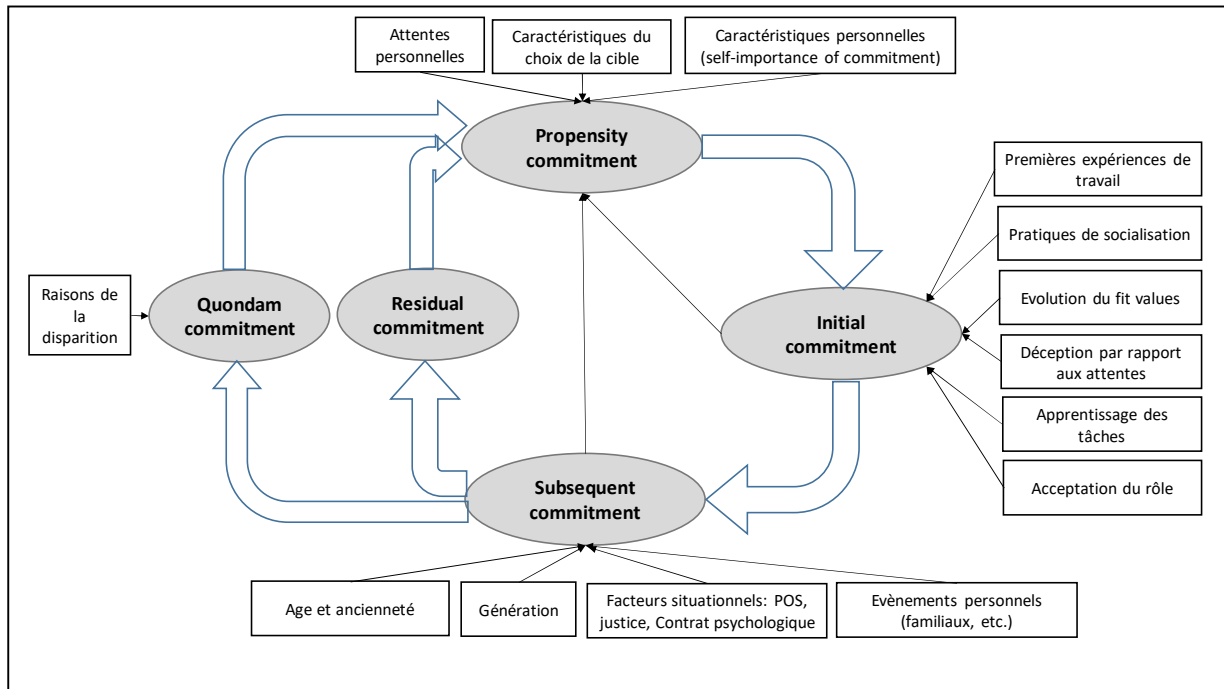 Attentes
personnelles
Caractéristiques du
choix de la cible
Caractéristiques personnelles
(self-importance of commitment)
Propensity
commitment
Premières expériences de
travail
Pratiques de socialisation
Evolution du fit values
Déception par rapport
aux attentes
Apprentissage des
tâches
Acceptation du rôle
Raisons de
la
disparition
Quondam
commitment
Residual
commitment
Initial
commitment
Subsequent
commitment
Age et ancienneté
Génération
Facteurs situationnels: POS,
justice, Contrat psychologique
Evènements personnels
(familiaux, etc.)